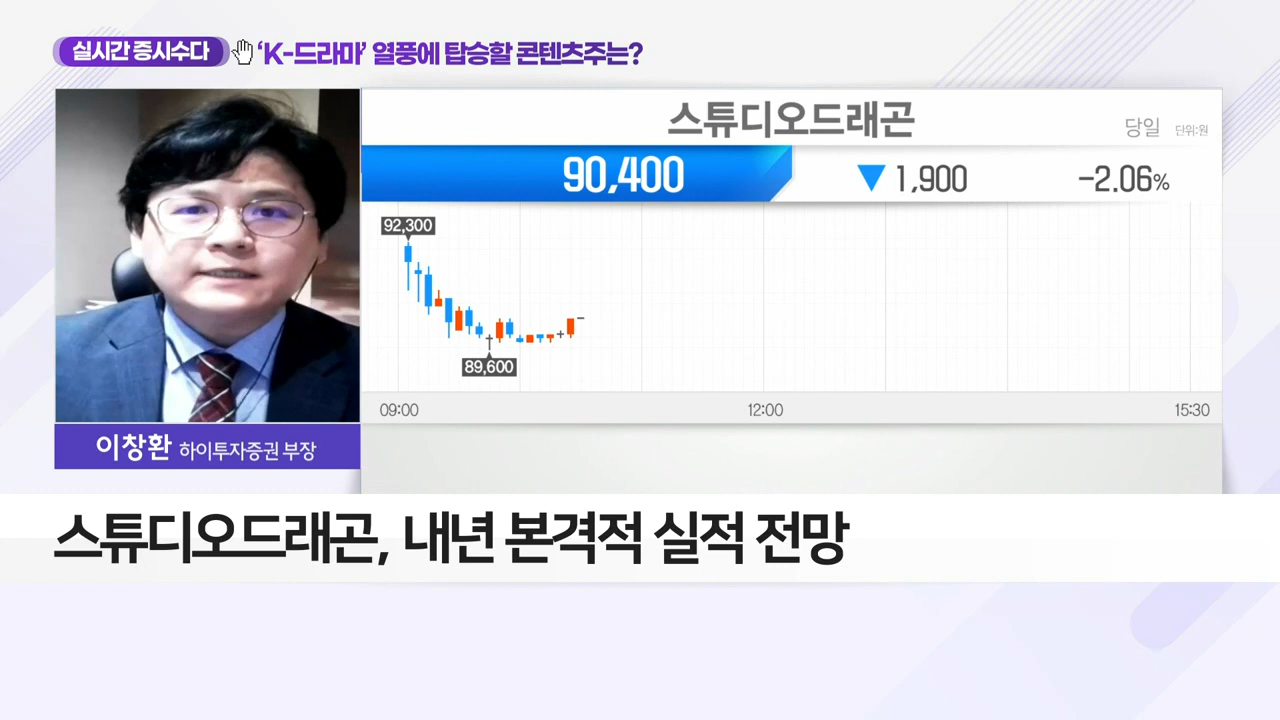 실시간 증시수다 ‘K-드라마’ 열풍에 탑승할 콘텐츠주는?
스튜디오드래곤
당일 단위:원
90,400 ▼ 1,900 -2.06%
92,300
89,600
09:00 12:00 15:30
이창환 하이투자증권 부장
스튜디오드래곤, 내년 본격적 실적 전망